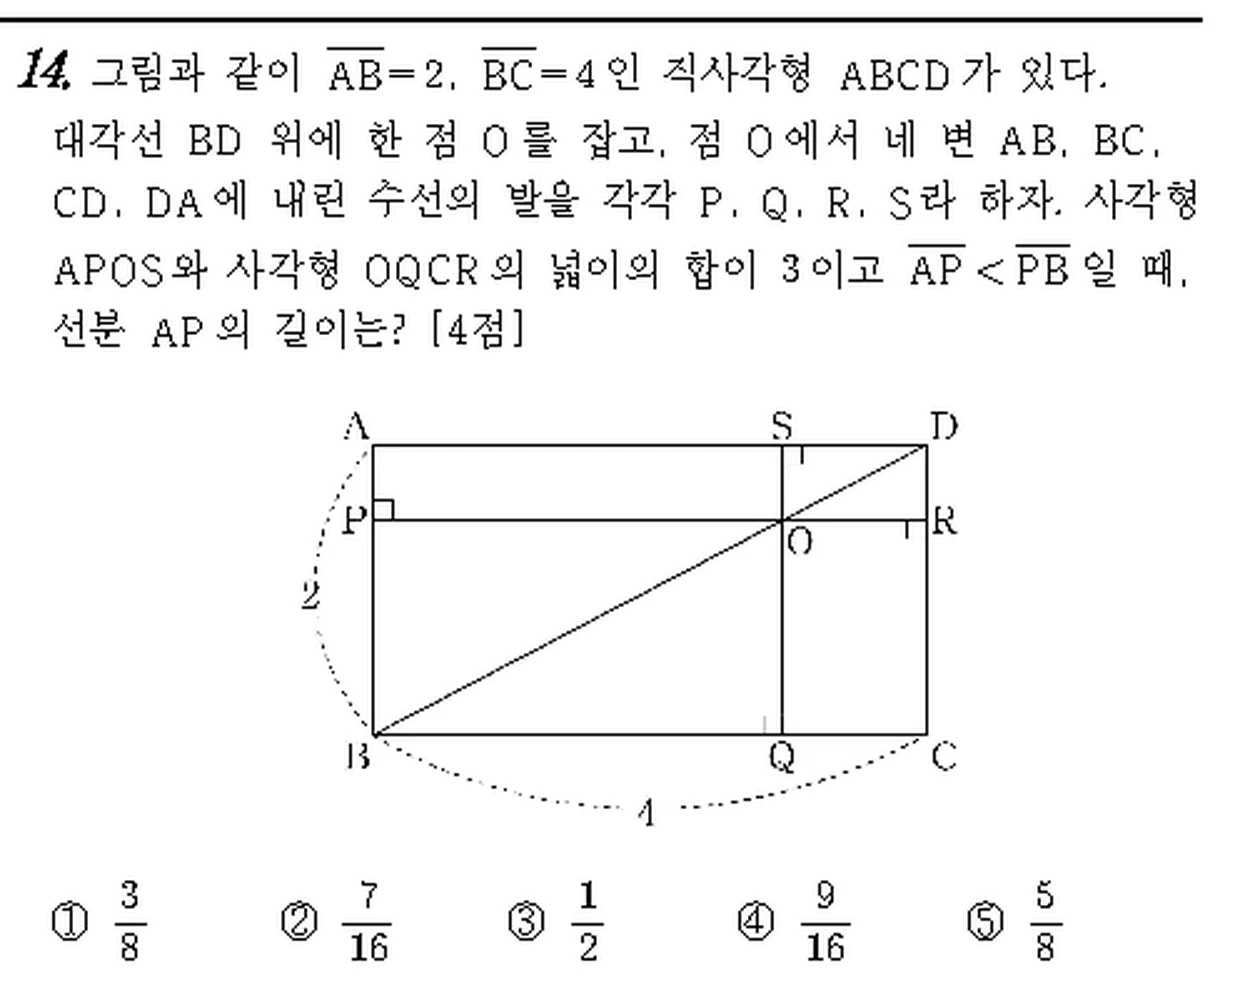 14. 그림과 같이 AB=2, BC=4인 직사각형 ABCD가 있다.
대각선 BD 위에 한 점 O를 잡고, 점 O에서 네 변 AB, BC,
CD, DA에 내린 수선의 발을 각각 P, Q, R, S라 하자. 사각형
APOS와 사각형 OQCR의 넓이의 합이 3이고 AP<PB일 때,
선분 AP의 길이는? [4점]
A S D
P O R
2
B Q C
4
① 3/8 ② 7/16 ③ 1/2 ④ 9/16 ⑤ 5/8